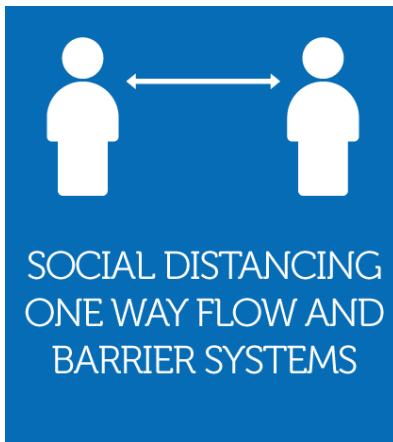 SOCIAL DISTANCING
ONE WAY FLOW AND
BARRIER SYSTEMS